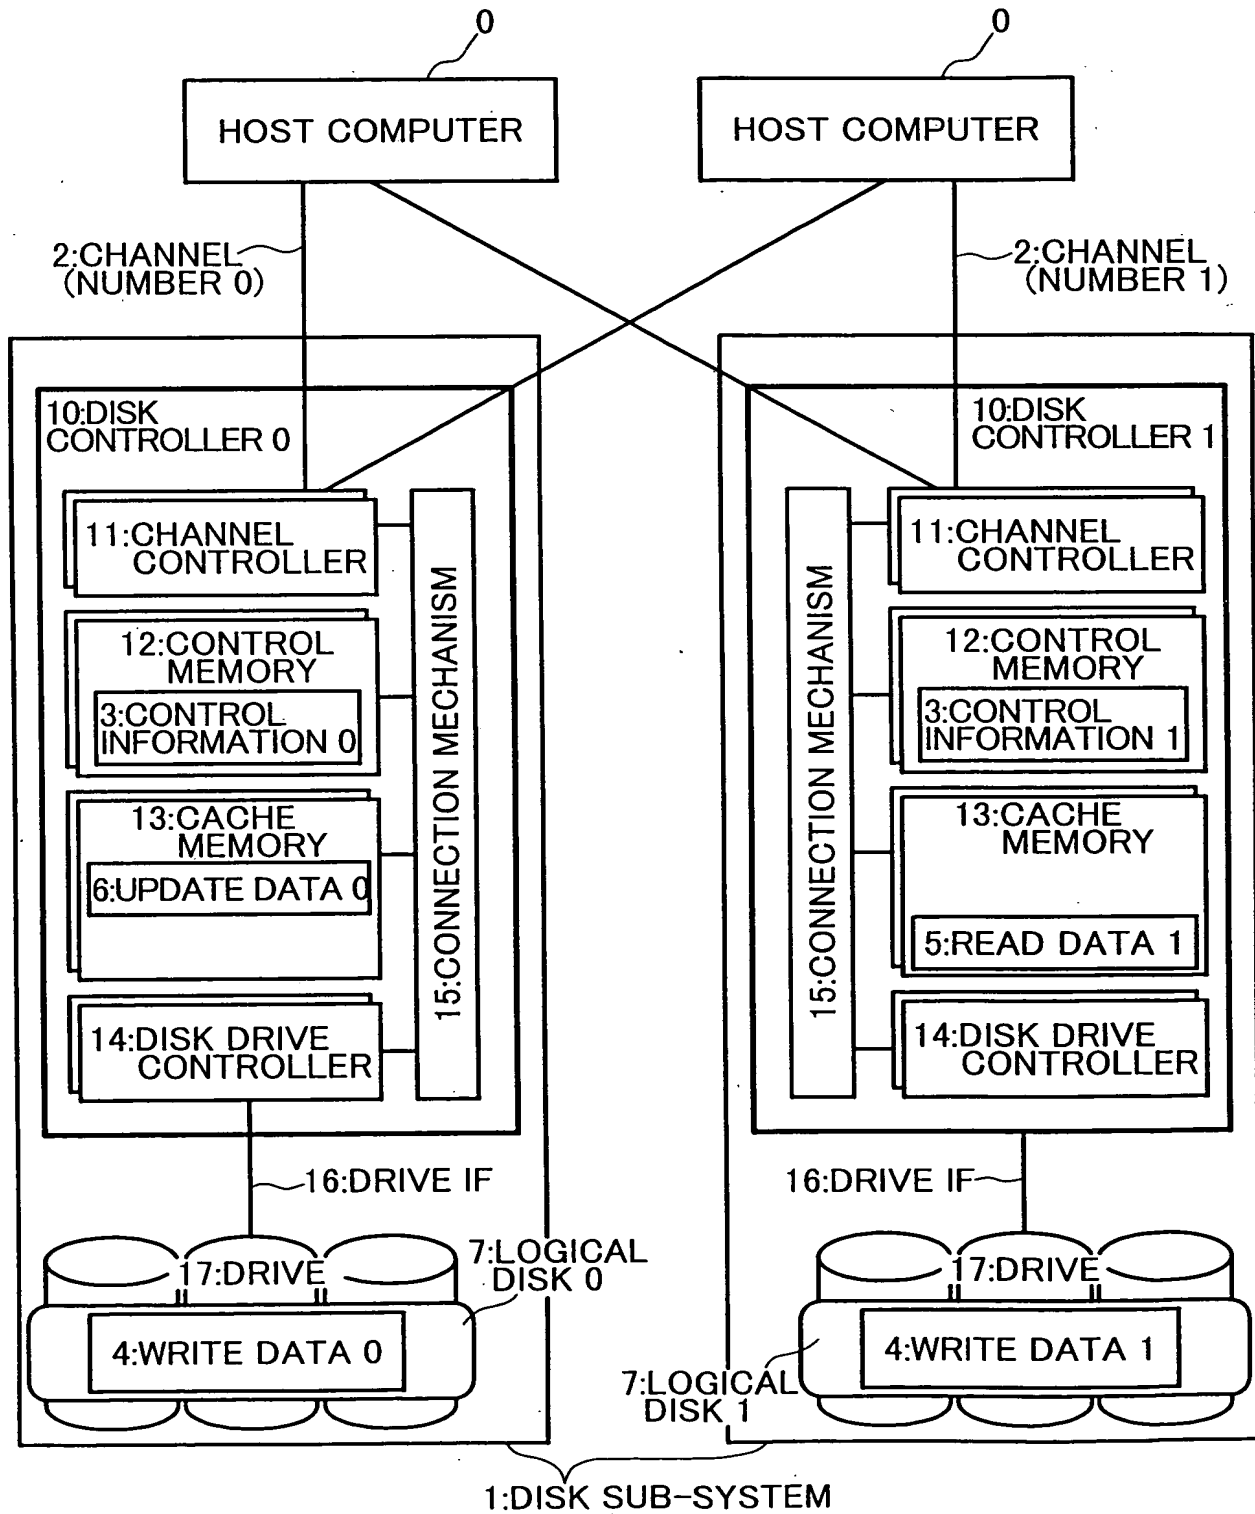 0
0
HOST COMPUTER
HOST COMPUTER
2:CHANNEL
(NUMBER 0)
2:CHANNEL
(NUMBER 1)
10:DISK
CONTROLLER 0
11:CHANNEL
CONTROLLER
12:CONTROL
MEMORY
3:CONTROL
INFORMATION 0
13:CACHE
MEMORY
6:UPDATE DATA 0
14:DISK DRIVE
CONTROLLER
15:CONNECTION MECHANISM
10:DISK
CONTROLLER 1
15:CONNECTION MECHANISM
11:CHANNEL
CONTROLLER
12:CONTROL
MEMORY
3:CONTROL
INFORMATION 1
13:CACHE
MEMORY
5:READ DATA 1
14:DISK DRIVE
CONTROLLER
16:DRIVE IF
16:DRIVE IF
17:DRIVE
7:LOGICAL
DISK 0
4:WRITE DATA 0
17:DRIVE
4:WRITE DATA 1
7:LOGICAL
DISK 1
1:DISK SUB-SYSTEM